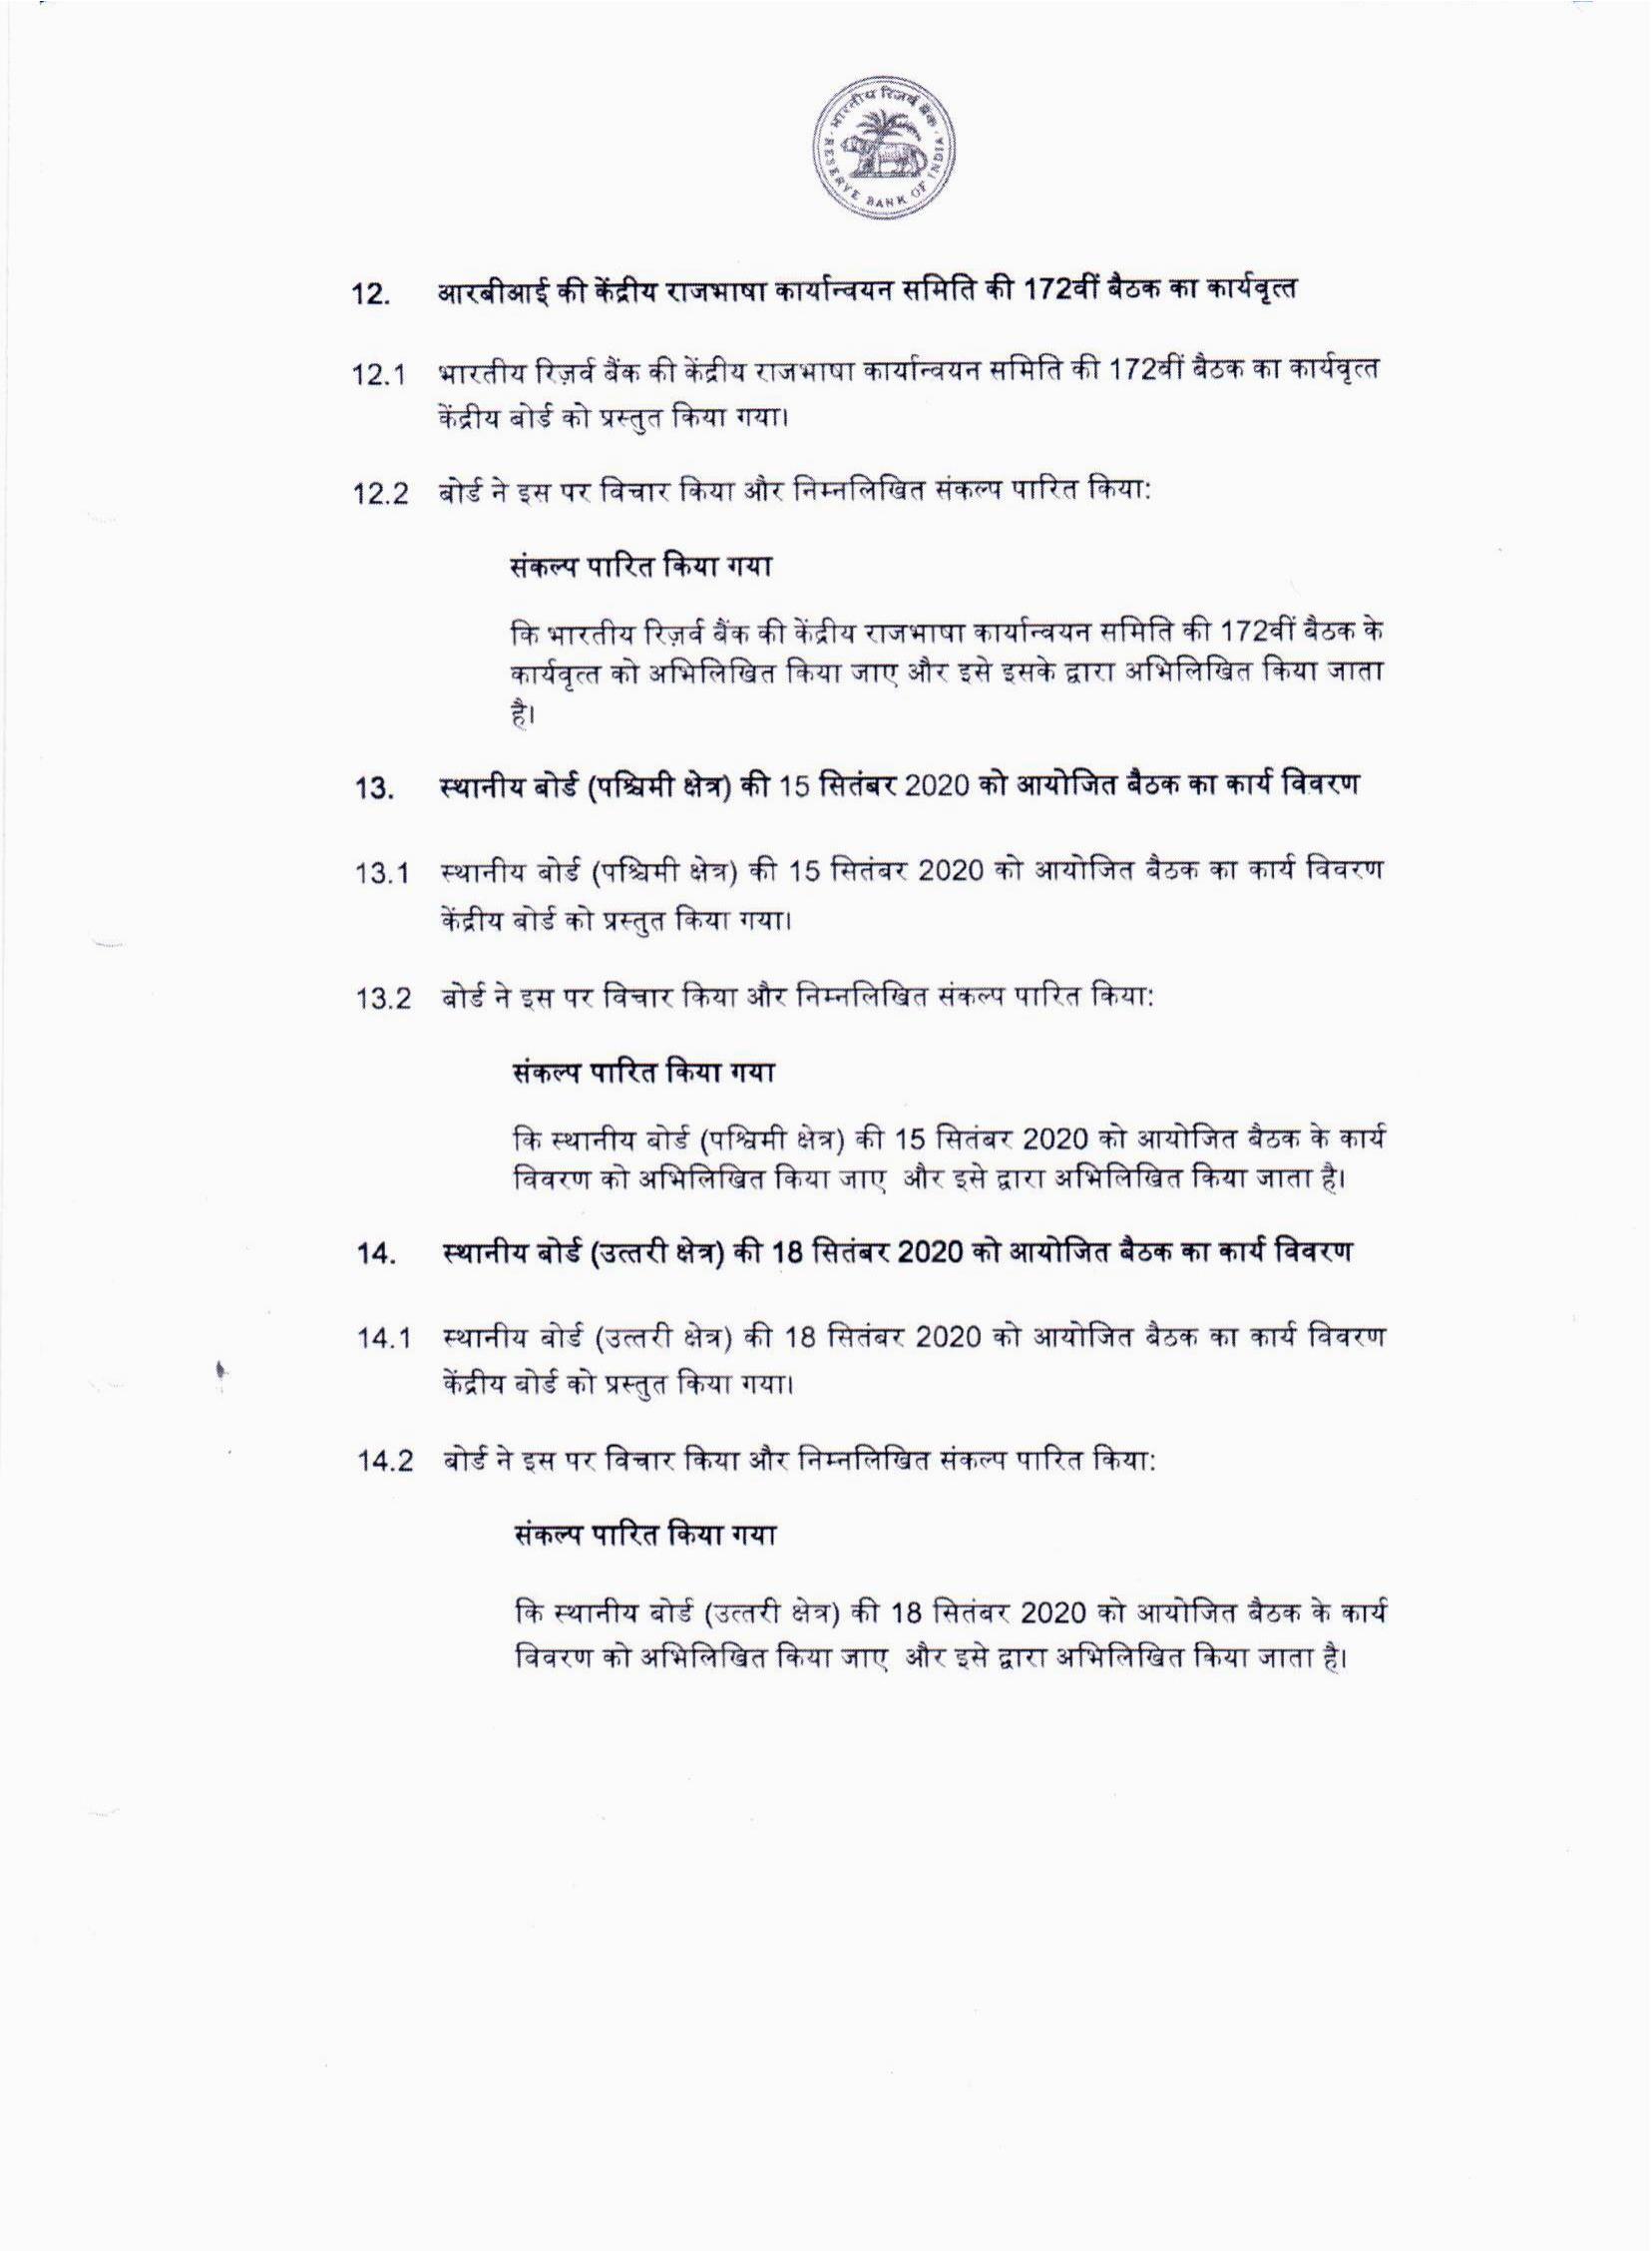 भारतीय रिज़र्व बैंक
RESERVE BANK OF INDIA
12. आरबीआई की केंद्रीय राजभाषा कार्यान्वयन समिति की 172वीं बैठक का कार्यवृत्त
12.1 भारतीय रिज़र्व बैंक की केंद्रीय राजभाषा कार्यान्वयन समिति की 172वीं बैठक का कार्यवृत्त
केंद्रीय बोर्ड को प्रस्तुत किया गया।
12.2 बोर्ड ने इस पर विचार किया और निम्नलिखित संकल्प पारित किया:
संकल्प पारित किया गया
कि भारतीय रिज़र्व बैंक की केंद्रीय राजभाषा कार्यान्वयन समिति की 172वीं बैठक के
कार्यवृत्त को अभिलिखित किया जाए और इसे इसके द्वारा अभिलिखित किया जाता
है।
13. स्थानीय बोर्ड (पश्चिमी क्षेत्र) की 15 सितंबर 2020 को आयोजित बैठक का कार्य विवरण
13.1 स्थानीय बोर्ड (पश्चिमी क्षेत्र) की 15 सितंबर 2020 को आयोजित बैठक का कार्य विवरण
केंद्रीय बोर्ड को प्रस्तुत किया गया।
13.2 बोर्ड ने इस पर विचार किया और निम्नलिखित संकल्प पारित किया:
संकल्प पारित किया गया
कि स्थानीय बोर्ड (पश्चिमी क्षेत्र) की 15 सितंबर 2020 को आयोजित बैठक के कार्य
विवरण को अभिलिखित किया जाए और इसे द्वारा अभिलिखित किया जाता है।
14. स्थानीय बोर्ड (उत्तरी क्षेत्र) की 18 सितंबर 2020 को आयोजित बैठक का कार्य विवरण
14.1 स्थानीय बोर्ड (उत्तरी क्षेत्र) की 18 सितंबर 2020 को आयोजित बैठक का कार्य विवरण
केंद्रीय बोर्ड को प्रस्तुत किया गया।
14.2 बोर्ड ने इस पर विचार किया और निम्नलिखित संकल्प पारित किया:
संकल्प पारित किया गया
कि स्थानीय बोर्ड (उत्तरी क्षेत्र) की 18 सितंबर 2020 को आयोजित बैठक के कार्य
विवरण को अभिलिखित किया जाए और इसे द्वारा अभिलिखित किया जाता है।